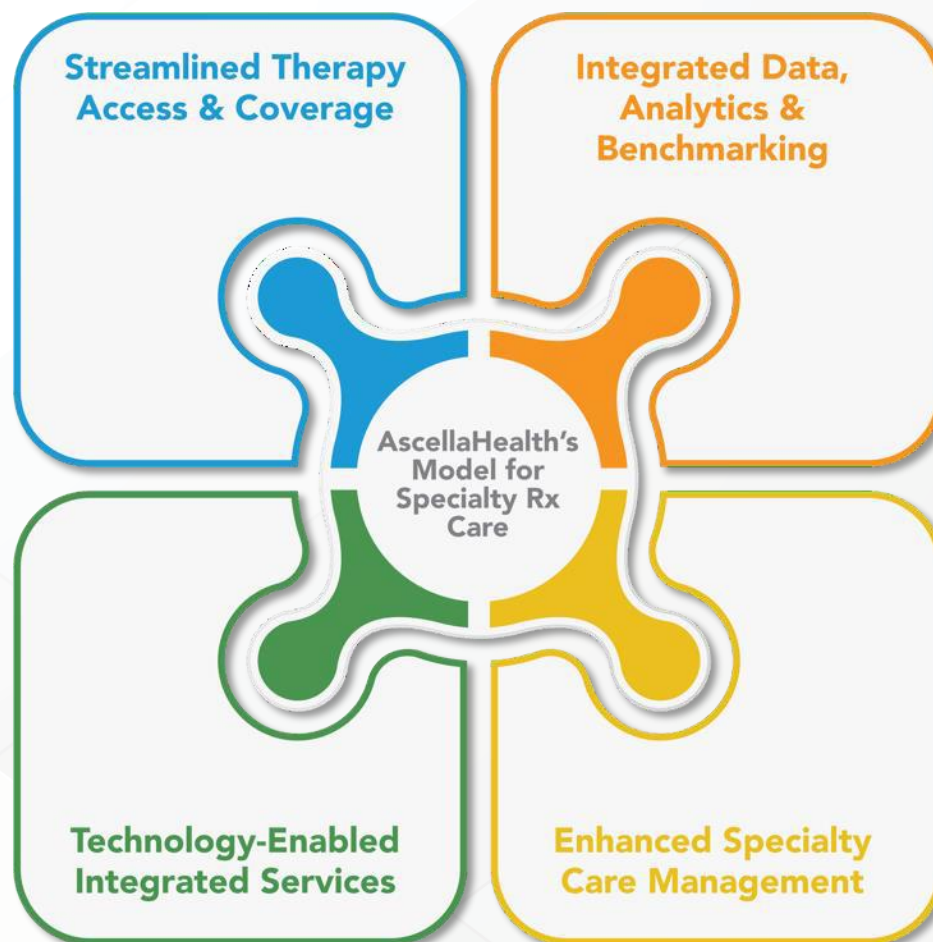 Streamlined Therapy
Access & Coverage
Integrated Data,
Analytics &
Benchmarking
AscellaHealth's
Model for
Specialty Rx
Care
Technology-Enabled
Integrated Services
Enhanced Specialty
Care Management